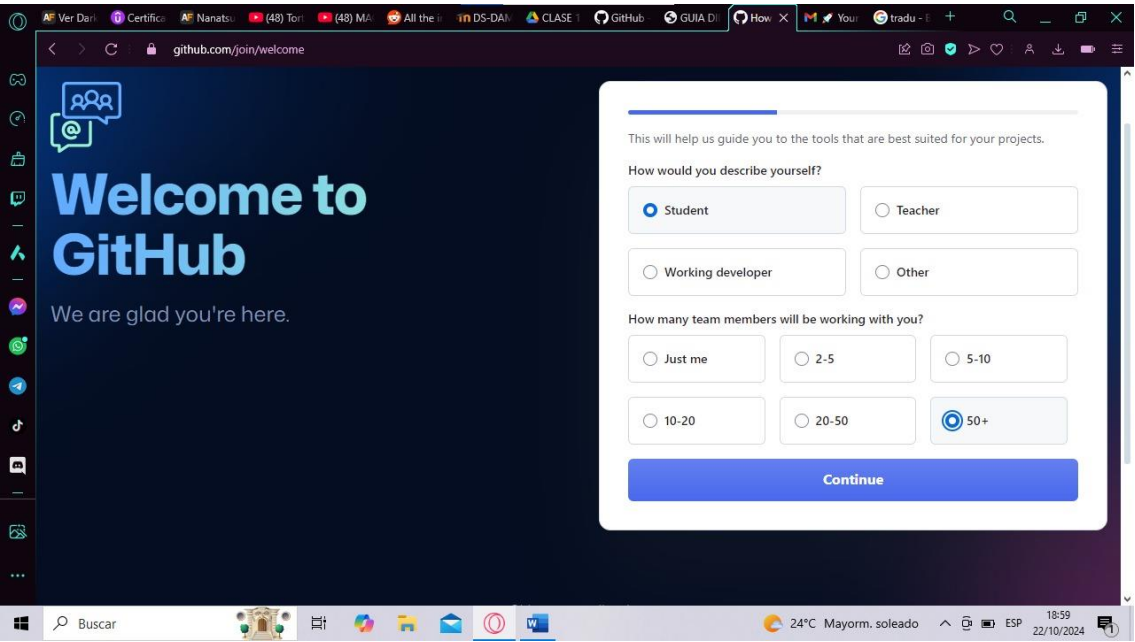 Ver Dark
Certifica
Nanatsu
(48) Tort
(48) MA
All the i
DS-DAM
CLASE 1
GitHub
GUIA DI
How
Your
tradu - E
github.com/join/welcome
Welcome to
GitHub
We are glad you're here.
This will help us guide you to the tools that are best suited for your projects.
How would you describe yourself?
Student
Teacher
Working developer
Other
How many team members will be working with you?
Just me
2-5
5-10
10-20
20-50
50+
Continue
Buscar
24°C Mayorm. soleado
ESP
18:59
22/10/2024
1